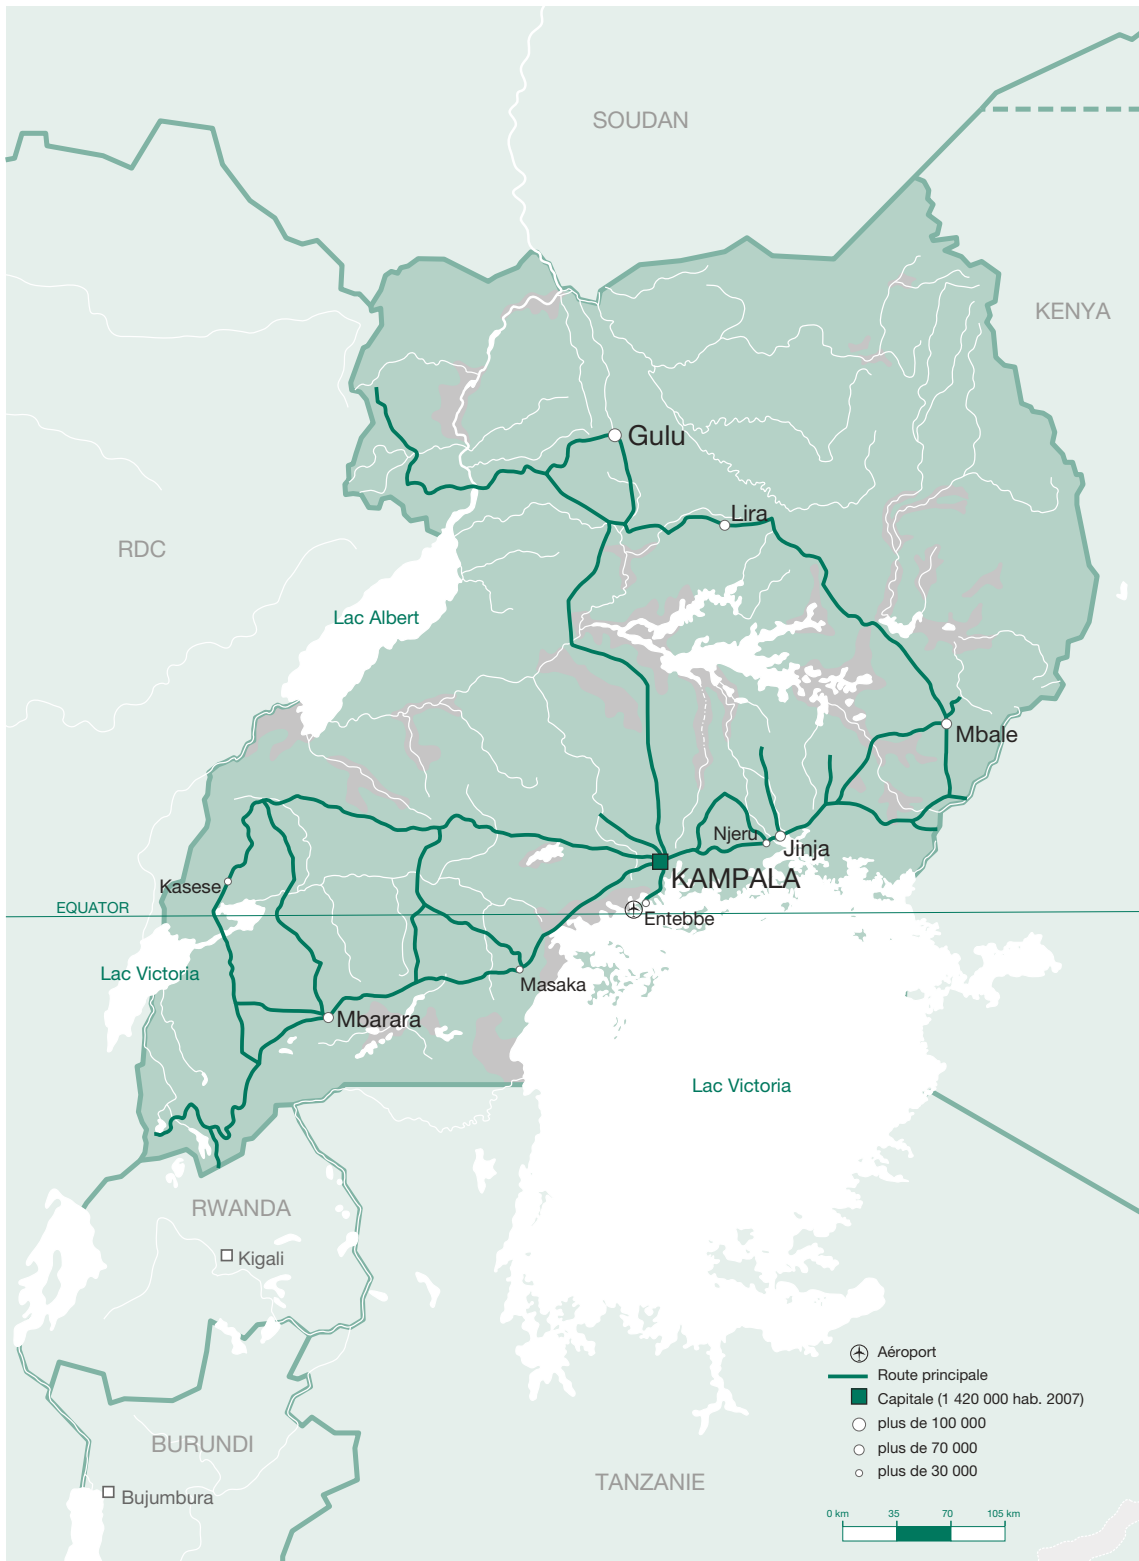 SOUDAN
KENYA
Gulu
Lira
RDC
Lac Albert
Mbale
Njeru
Jinja
KAMPALA
Kasese
EQUATOR
Entebbe
Lac Victoria
Masaka
Mbarara
Lac Victoria
RWANDA
Kigali
Aéroport
Route principale
Capitale (1 420 000 hab. 2007)
plus de 100 000
plus de 70 000
plus de 30 000
BURUNDI
TANZANIE
Bujumbura
0 km 35 70 105 km